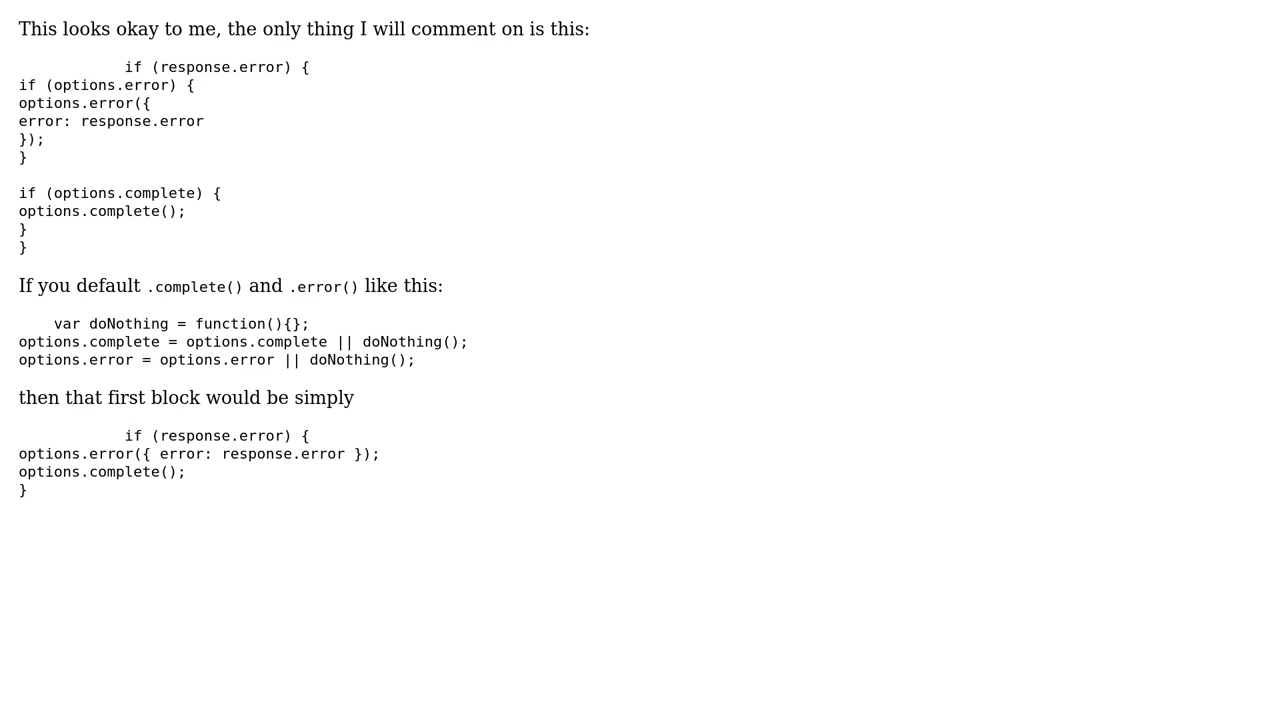 This looks okay to me, the only thing I will comment on is this:
            if (response.error) {
if (options.error) {
options.error({
error: response.error
});
}

if (options.complete) {
options.complete();
}
}
If you default .complete() and .error() like this:
    var doNothing = function(){};
options.complete = options.complete || doNothing();
options.error = options.error || doNothing();
then that first block would be simply
            if (response.error) {
options.error({ error: response.error });
options.complete();
}